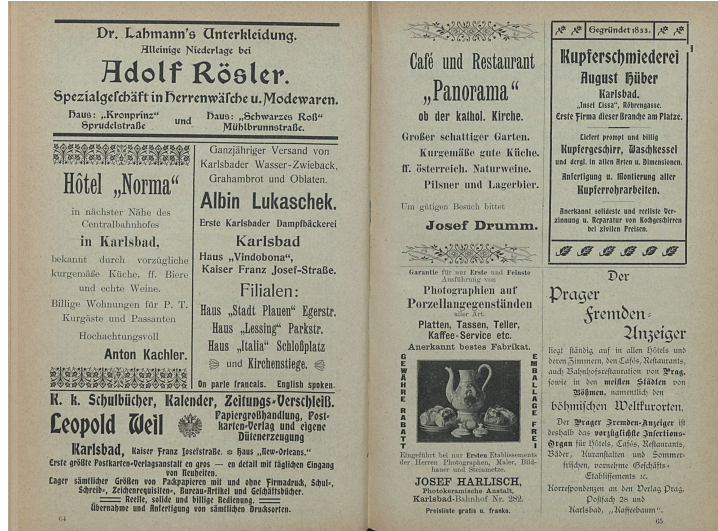 Dr. Lahmann's Unterkleidung.
Alleinige Niederlage bei
Adolf Rösler.
Spezialgeschäft in Herrenwäsche u. Modewaren.
Haus: „Kronprinz"
Sprudelstraße
und
Haus: „Schwarzes Roß"
Mühlbrunnstraße.
Hôtel „Norma"
in nächster Nähe des
Centralbahnhofes
in Karlsbad,
bekannt durch vorzügliche
kurgemäße Küche, ff. Biere
und echte Weine.
Billige Wohnungen für P. T.
Kurgäste und Passanten
Hochachtungsvoll
Anton Kachler.
Ganzjähriger Versand von
Karlsbader Wasser-Zwieback,
Grahambrot und Oblaten.
Albin Lukaschek.
Erste Karlsbader Dampfbäckerei
Karlsbad
Haus „Vindobona",
Kaiser Franz Josef-Straße.
Filialen:
Haus „Stadt Plauen" Egerstr.
Haus „Lessing" Parkstr.
Haus „Italia" Schloßplatz
und Kirchenstiege.
On parle francais. English spoken.
K. k. Schulbücher, Kalender, Zeitungs-Verschleiß.
Leopold Weil
Papiergroßhandlung, Post-
karten-Verlag und eigene
Dütenerzeugung
Karlsbad, Kaiser Franz Josefstraße. Haus „New-Orleans."
Erste größte Postkarten-Verlagsanstalt en gros — en detail mit täglichen Eingang
von Neuheiten.
Lager sämtlicher Größen von Packpapieren mit und ohne Firmadruck, Schul-,
Schreib-, Zeichenrequisiten-, Bureau-Artikel und Geschäftsbücher.
Reelle, solide und billige Bedienung.
Übernahme und Anfertigung von sämtlichen Drucksorten.
64
Café und Restaurant
„Panorama"
ob der kathol. Kirche.
Großer schattiger Garten.
Kurgemäße gute Küche.
ff. österreich. Naturweine.
Pilsner und Lagerbier.
Um gütigen Besuch bittet
Josef Drumm.
Gegründet 1833.
Kupferschmiederei
August Hüber
Karlsbad.
„Insel Lissa", Röhrengasse.
Erste Firma dieser Branche am Platze.
Liefert prompt und billig
Kupfergeschirr, Waschkessel
und dergl. in allen Arten u. Dimensionen.
Anfertigung u. Montierung aller
Kupferrohrarbeiten.
Anerkannt solideste und reellste Ver-
zinnung u. Reparatur von Kochgeschirren
bei zivilen Preisen.
Garantie für nur Erste und Feinste
Ausführung von
Photographien auf
Porzellangegenständen
aller Art.
Platten, Tassen, Teller,
Kaffee-Service etc.
Anerkannt bestes Fabrikat.
GEWÄHRE RABATT
EMBALLAGE FREI
Eingeführt bei nur Ersten Etablissements
der Herren Photographen, Maler, Bild-
hauer und Steinmetze.
JOSEF HARLISCH,
Photokeramische Anstalt,
Karlsbad-Bahnhof Nr. 282.
Preisliste gratis u. franko.
Der
Prager
Fremden-
Anzeiger
liegt ständig auf in allen Hôtels und
deren Zimmern, den Cafés, Restaurants,
auch Bahnhofsrestaurants von Prag,
sowie in den meisten Städten von
Böhmen, namentlich den
böhmischen Weltkurorten.
Der Prager Fremden-Anzeiger ist
deshalb das vorzüglichste Insertions-
Organ für Hôtels, Cafés, Restaurants,
Bäder, Kuranstalten und Sommer-
frischen, vornehme Geschäfts-
Etablissements ec.
Korrespondenzen an den Verlag Prag,
Postfach 28 und
Karlsbad, „Kaffeebaum".
65